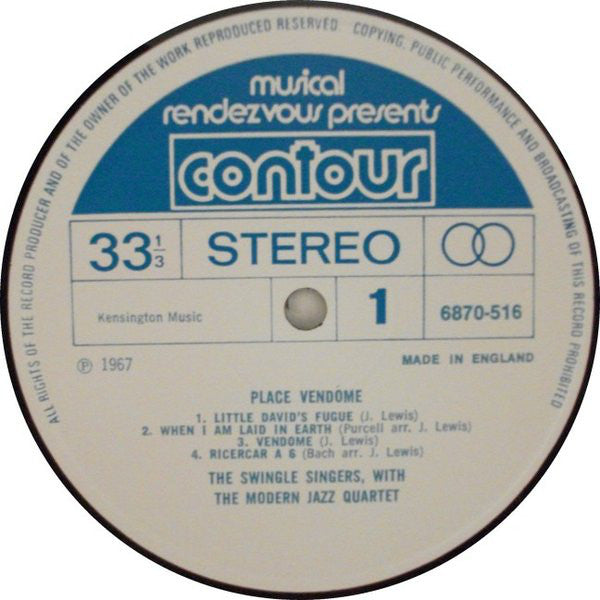 ALL RIGHTS OF THE RECORD PRODUCER AND OF THE OWNER OF THE WORK REPRODUCED RESERVED COPYING, PUBLIC PERFORMANCE AND BROADCASTING OF THIS RECORD PROHIBITED
musical
rendezvous presents
contour
33 1/3 STEREO
Kensington Music 1 6870-516
℗ 1967 MADE IN ENGLAND
PLACE VENDÓME
1. LITTLE DAVID'S FUGUE (J. Lewis)
2. WHEN I AM LAID IN EARTH (Purcell arr. J. Lewis)
3. VENDOME (J. Lewis)
4. RICERCAR A 6 (Bach arr. J. Lewis)
THE SWINGLE SINGERS, WITH
THE MODERN JAZZ QUARTET